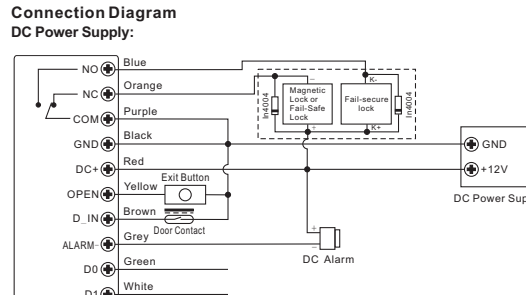 Connection Diagram
DC Power Supply:
NO Blue
NC Orange
COM Purple
GND Black
DC+ Red
OPEN Yellow
Exit Button
D_IN Brown
Door Contact
ALARM- Grey
D0 Green
D1 White
In4004
−
Magnetic
Lock or
Fail-Safe
Lock
+
K-
Fail-secure
lock
K+
In4004
GND
+12V
DC Power Sup
+
−
DC Alarm